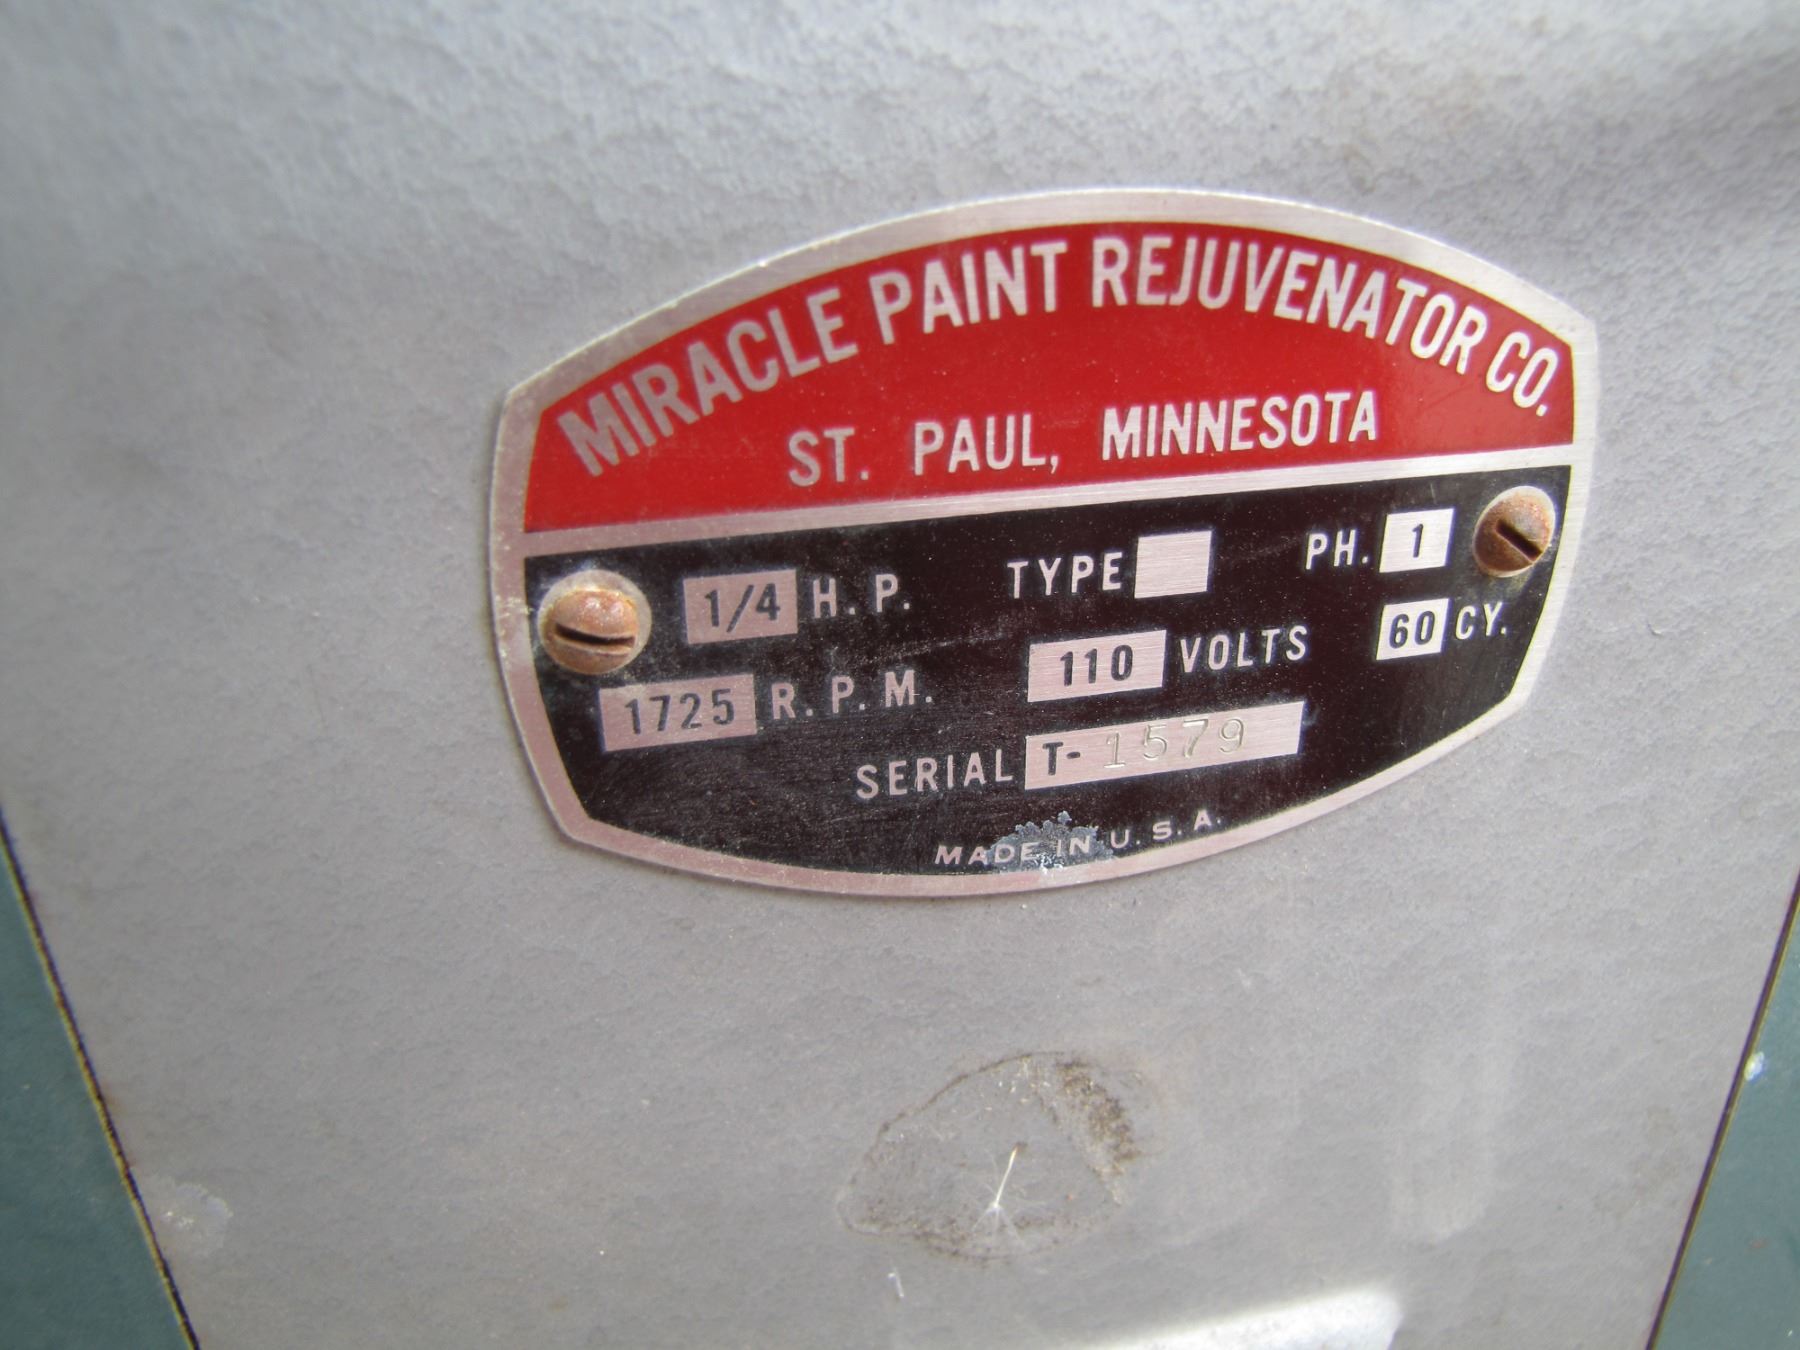 MIRACLE PAINT REJUVENATOR CO.
ST. PAUL, MINNESOTA
1/4 H. P. TYPE PH. 1
1725 R. P. M. 110 VOLTS 60 CY.
SERIAL T- 1579
MADE IN U. S. A.